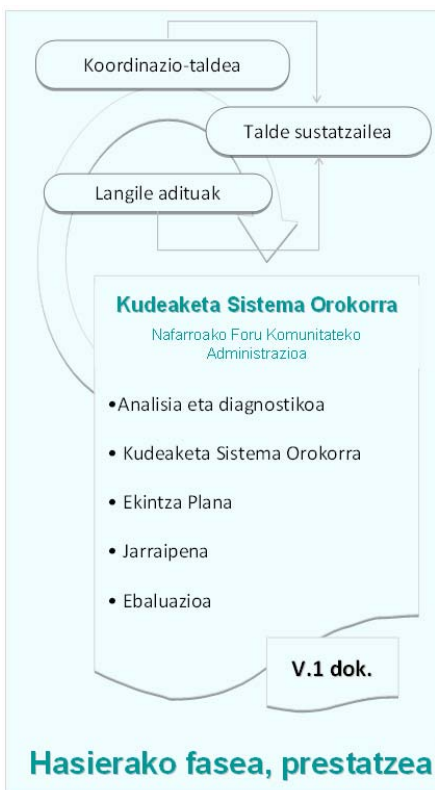 Koordinazio-taldea
Talde sustatzailea
Langile adituak
Kudeaketa Sistema Orokorra
Nafarroako Foru Komunitateko
Administrazioa
•Analisia eta diagnostikoa
• Kudeaketa Sistema Orokorra
• Ekintza Plana
• Jarraipena
• Ebaluazioa
V.1 dok.
Hasierako fasea, prestatzea